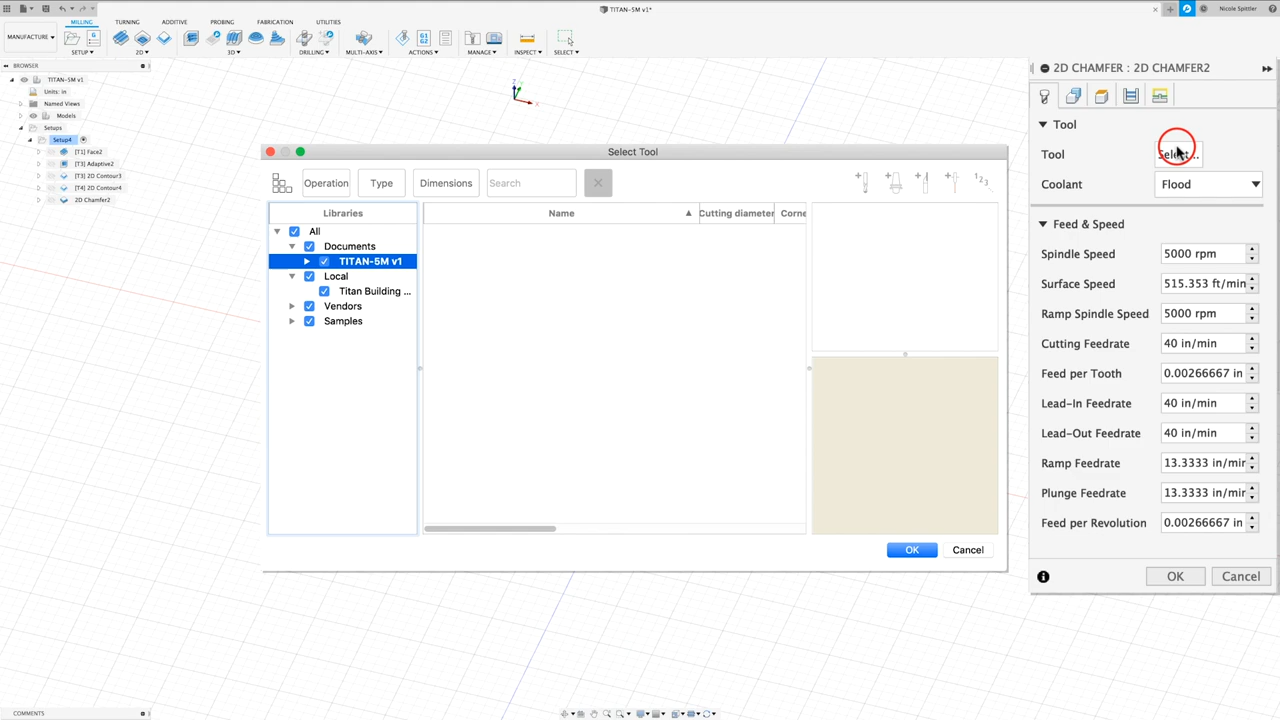 TITAN-5M v1*
Nicole Spittler
MILLING TURNING ADDITIVE PROBING FABRICATION UTILITIES
MANUFACTURE
SETUP 2D 3D DRILLING MULTI-AXIS ACTIONS MANAGE INSPECT SELECT
G1
G2
BROWSER
TITAN-5M v1
Units: in
Named Views
Models
Setups
Setup4
[T1] Face2
[T3] Adaptive2
[T3] 2D Contour3
[T4] 2D Contour4
2D Chamfer2
Z
X
Select Tool
Operation Type Dimensions Search
Libraries
All
Documents
TITAN-5M v1
Local
Titan Building ...
Vendors
Samples
Name Cutting diameter Corne
OK Cancel
2D CHAMFER : 2D CHAMFER2
Tool
Tool Select...
Coolant Flood
Feed & Speed
Spindle Speed 5000 rpm
Surface Speed 515.353 ft/min
Ramp Spindle Speed 5000 rpm
Cutting Feedrate 40 in/min
Feed per Tooth 0.00266667 in
Lead-In Feedrate 40 in/min
Lead-Out Feedrate 40 in/min
Ramp Feedrate 13.3333 in/min
Plunge Feedrate 13.3333 in/min
Feed per Revolution 0.00266667 in
OK Cancel
COMMENTS